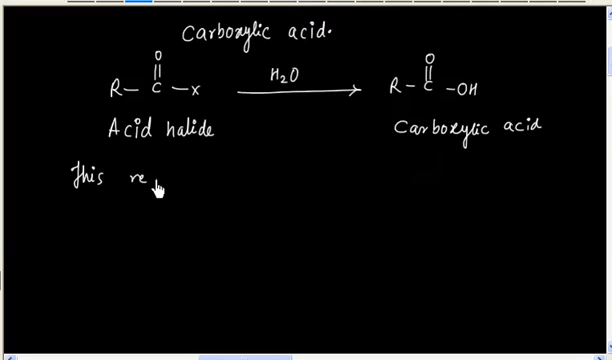 Carboxylic acid.
O
||
R - C - X
H2O
O
||
R - C - OH
Acid halide
Carboxylic acid
This re